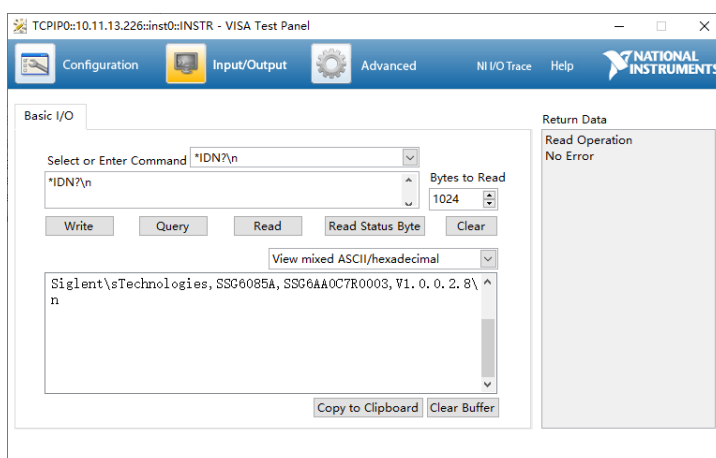 TCPIP0::10.11.13.226::inst0::INSTR - VISA Test Panel
Configuration
Input/Output
Advanced
NI I/O Trace
Help
NATIONAL
INSTRUMENTS
Basic I/O
Return Data
Read Operation
No Error
Select or Enter Command
*IDN?\n
*IDN?\n
Bytes to Read
1024
Write
Query
Read
Read Status Byte
Clear
View mixed ASCII/hexadecimal
Siglent\sTechnologies,SSG6085A,SSG6AA0C7R0003,V1.0.0.2.8\
n
Copy to Clipboard
Clear Buffer